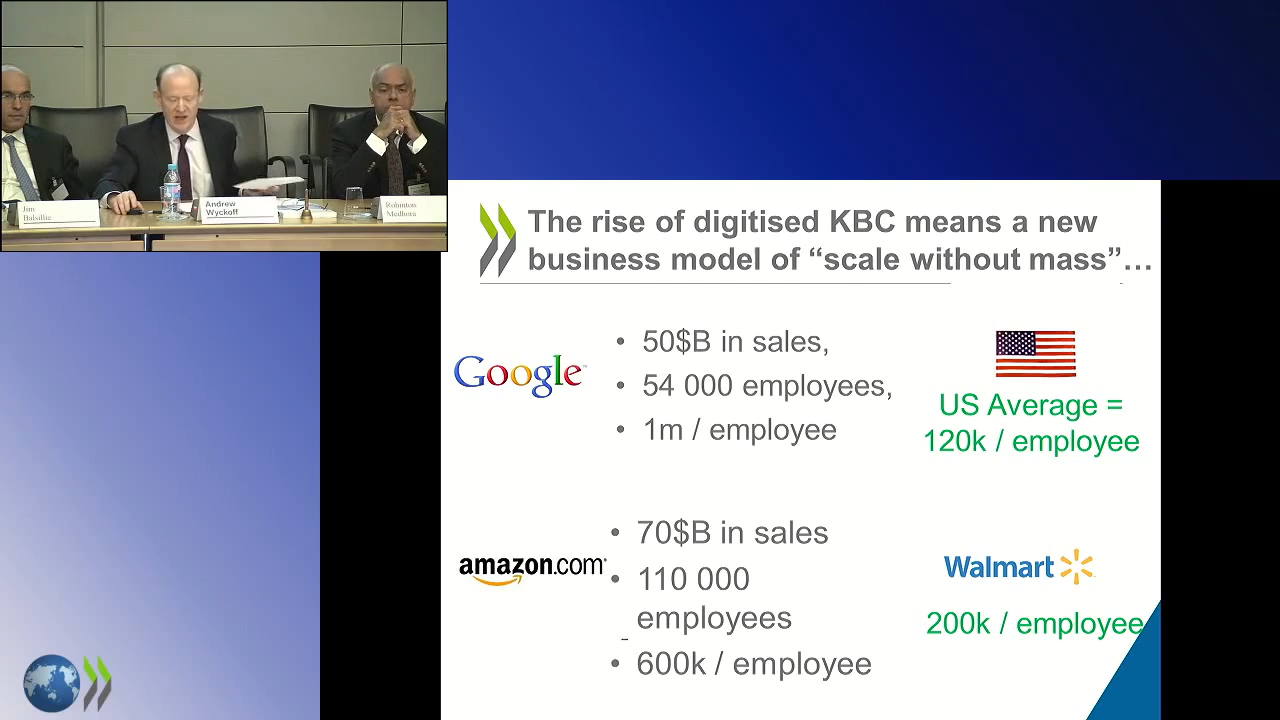 Jim
Balsillie
Andrew
Wyckoff
Rohinton
Medhora
The rise of digitised KBC means a new
business model of “scale without mass”…
Google
• 50$B in sales,
• 54 000 employees,
• 1m / employee
US Average =
120k / employee
amazon.com
• 70$B in sales
• 110 000
employees
• 600k / employee
Walmart
200k / employee